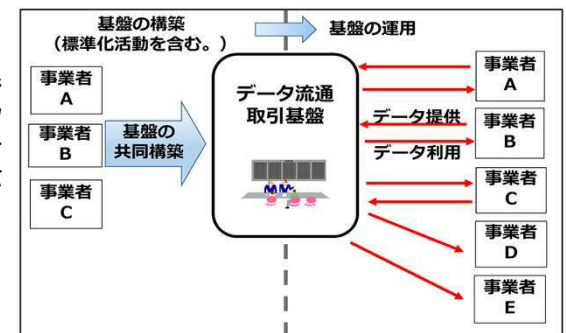 基盤の構築
（標準化活動を含む。）
基盤の運用
事業者
A
事業者
B
事業者
C
基盤の
共同構築
データ流通
取引基盤
データ提供
データ利用
事業者
A
事業者
B
事業者
C
事業者
D
事業者
E